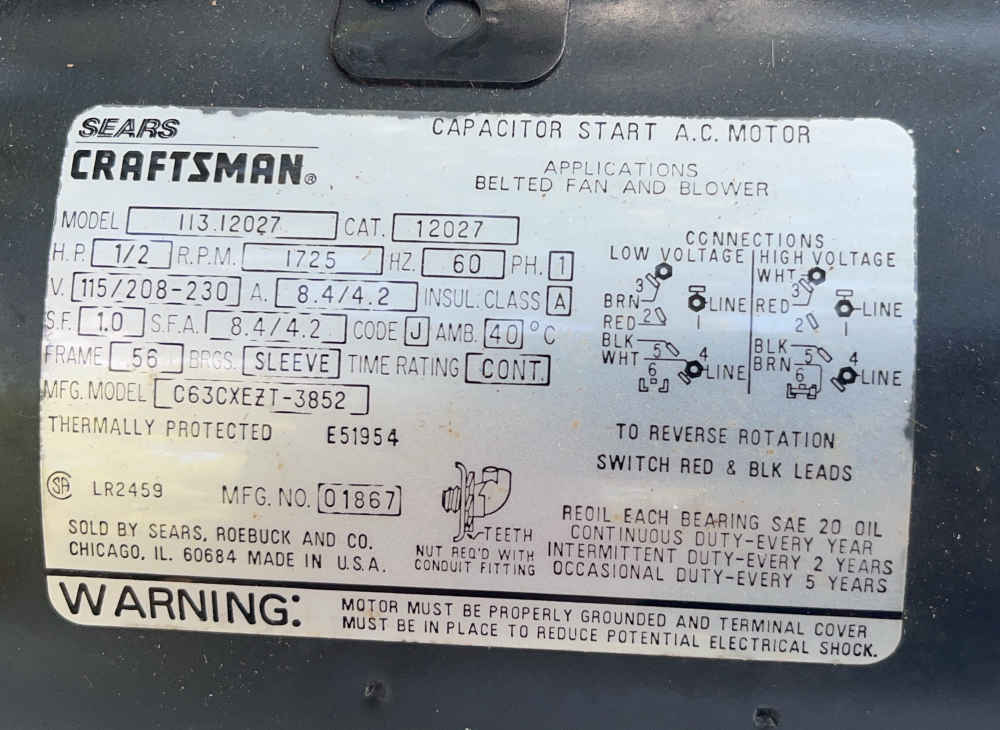 SEARS
CRAFTSMAN®
CAPACITOR START A.C. MOTOR
APPLICATIONS
BELTED FAN AND BLOWER
MODEL 113.12027 CAT. 12027
H.P. 1/2 R.P.M. 1725 HZ. 60 PH. 1
V. 115/208-230 A. 8.4/4.2 INSUL. CLASS A
S.F. 1.0 S.F.A. 8.4/4.2 CODE J AMB. 40 °C
FRAME 56 BRGS. SLEEVE TIME RATING CONT.
MFG. MODEL C63CXEZT-3852
THERMALLY PROTECTED E51954
CONNECTIONS
LOW VOLTAGE
3
BRN
LINE
1
RED 2
BLK
WHT 5 4
6 LINE
HIGH VOLTAGE
WHT
3
RED
LINE
2 1
BLK
BRN 5 4
6 LINE
TO REVERSE ROTATION
SWITCH RED & BLK LEADS
SA LR2459 MFG. NO. 01867
SOLD BY SEARS, ROEBUCK AND CO.
CHICAGO, IL. 60684 MADE IN U.S.A.
TEETH
NUT REQ'D WITH
CONDUIT FITTING
REOIL EACH BEARING SAE 20 OIL
CONTINUOUS DUTY-EVERY YEAR
INTERMITTENT DUTY-EVERY 2 YEARS
OCCASIONAL DUTY-EVERY 5 YEARS
WARNING:
MOTOR MUST BE PROPERLY GROUNDED AND TERMINAL COVER
MUST BE IN PLACE TO REDUCE POTENTIAL ELECTRICAL SHOCK.